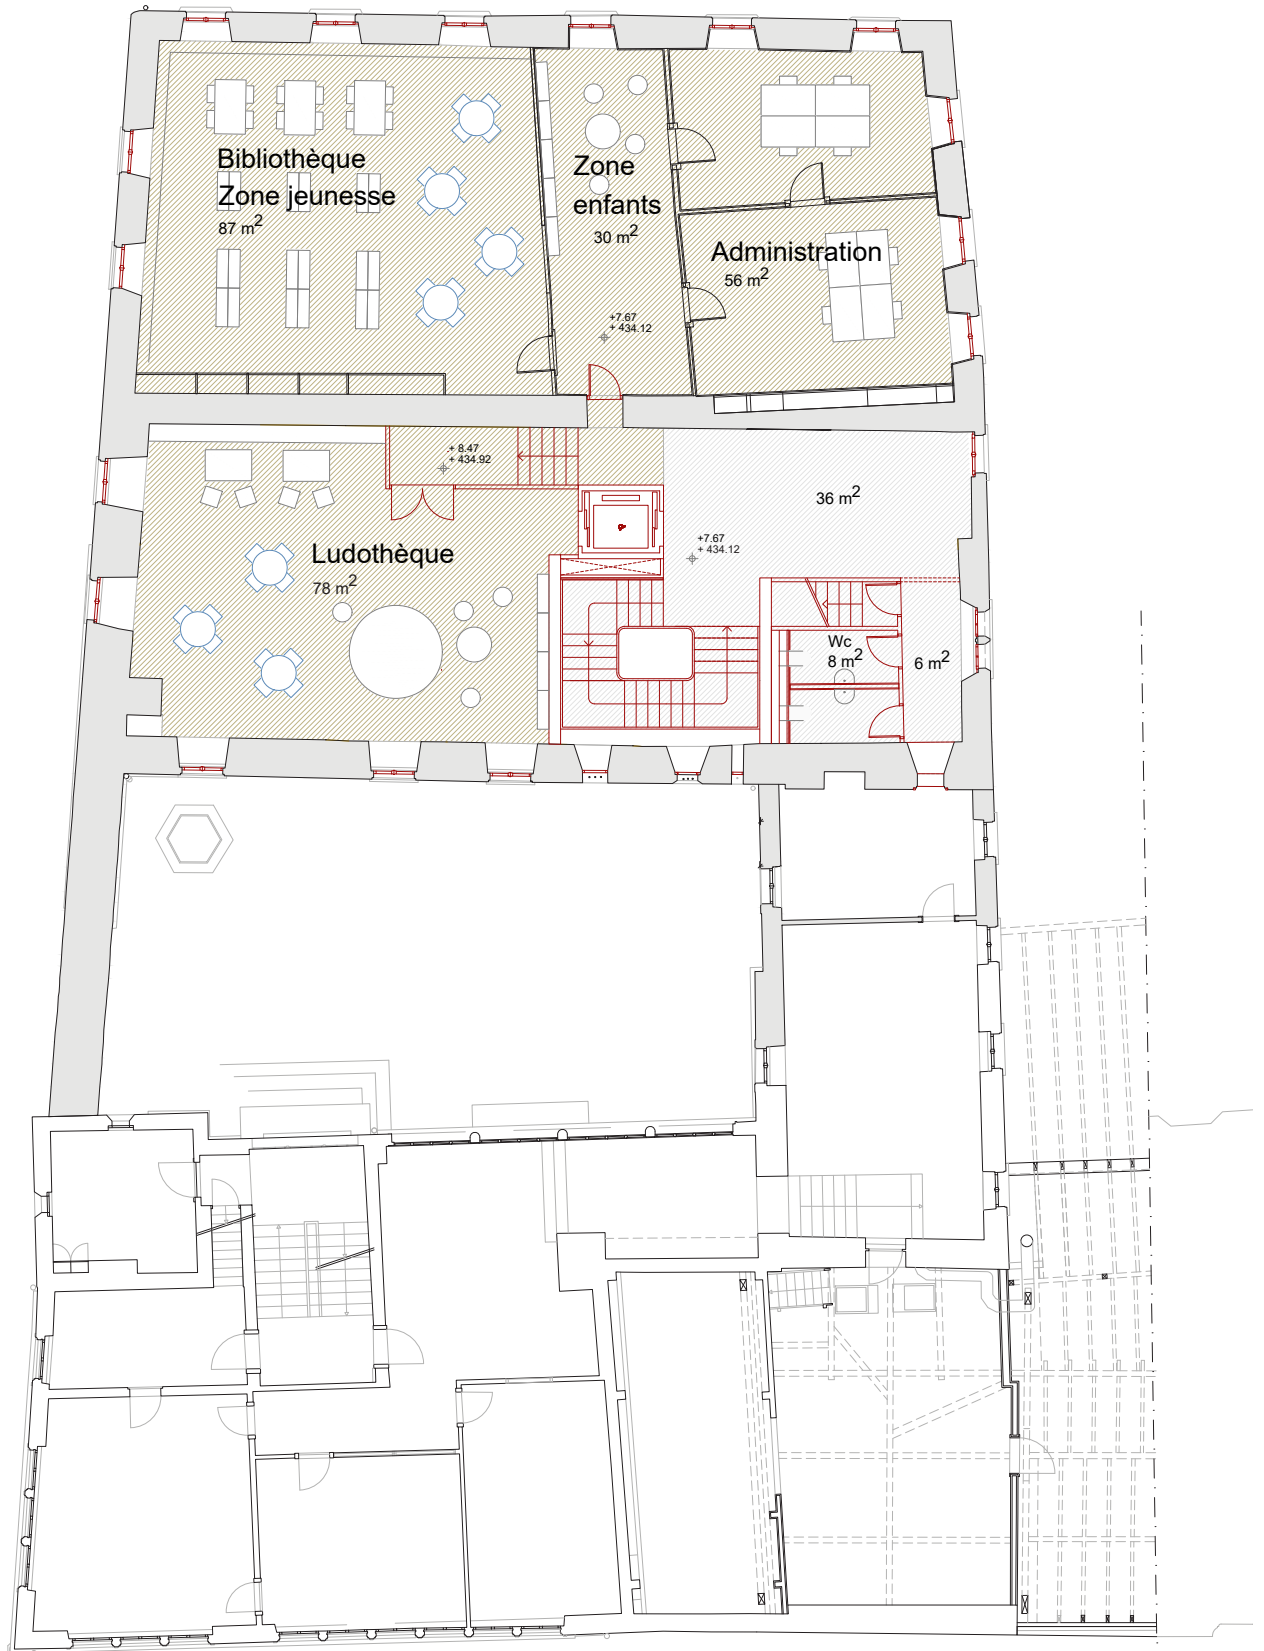 Bibliothèque
Zone jeunesse
87 m²
Zone
enfants
30 m²
Administration
56 m²
+7.67
+ 434.12
+ 8.47
+ 434.92
36 m²
+7.67
+ 434.12
Ludothèque
78 m²
Wc
8 m²
6 m²